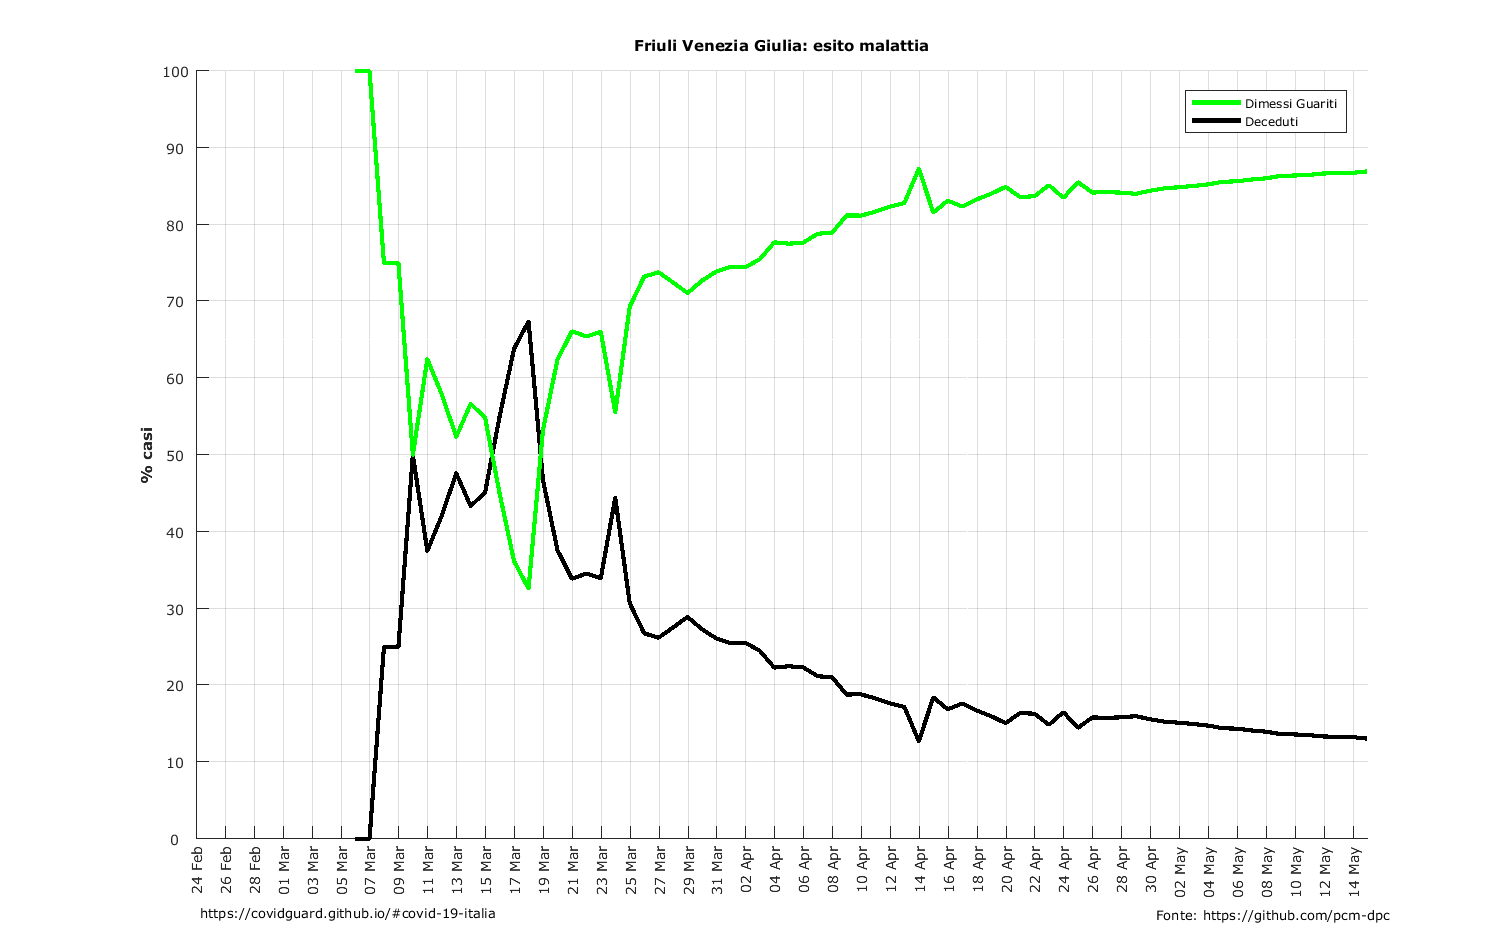 Friuli Venezia Giulia: esito malattia
Dimessi Guariti
Deceduti
% casi
100
90
80
70
60
50
40
30
20
10
0
24 Feb
26 Feb
28 Feb
01 Mar
03 Mar
05 Mar
07 Mar
09 Mar
11 Mar
13 Mar
15 Mar
17 Mar
19 Mar
21 Mar
23 Mar
25 Mar
27 Mar
29 Mar
31 Mar
02 Apr
04 Apr
06 Apr
08 Apr
10 Apr
12 Apr
14 Apr
16 Apr
18 Apr
20 Apr
22 Apr
24 Apr
26 Apr
28 Apr
30 Apr
02 May
04 May
06 May
08 May
10 May
12 May
14 May
https://covidguard.github.io/#covid-19-italia
Fonte: https://github.com/pcm-dpc